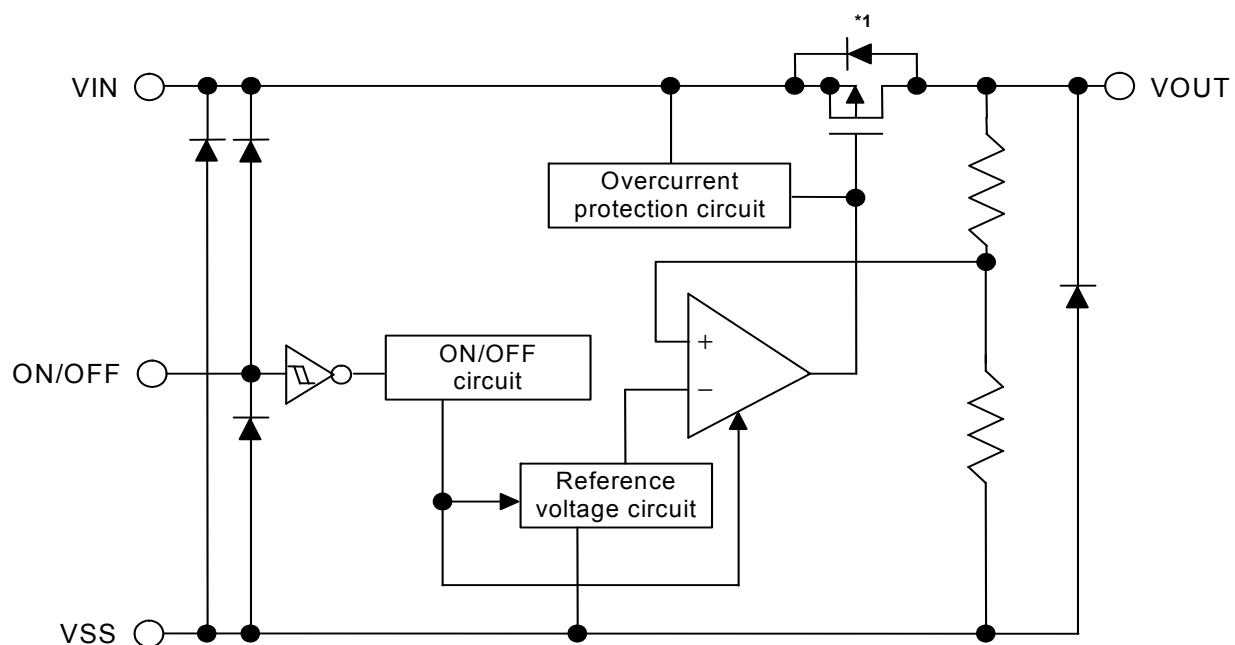 *1
VIN
VOUT
Overcurrent
protection circuit
+
−
ON/OFF
ON/OFF
circuit
Reference
voltage circuit
VSS